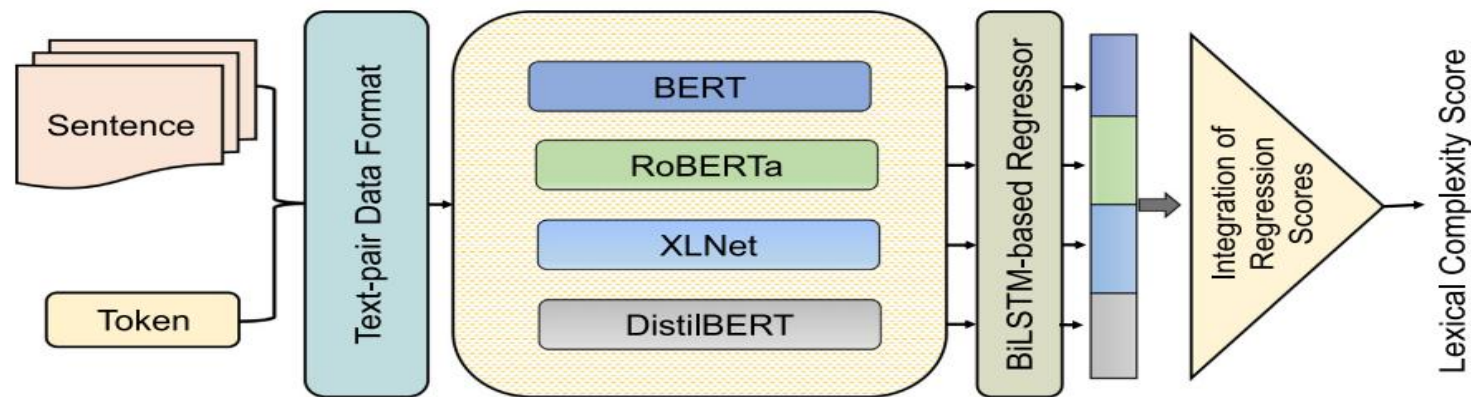 Sentence
Token
Text-pair Data Format
BERT
RoBERTa
XLNet
DistilBERT
BiLSTM-based Regressor
Integration of
Regression
Scores
Lexical Complexity Score